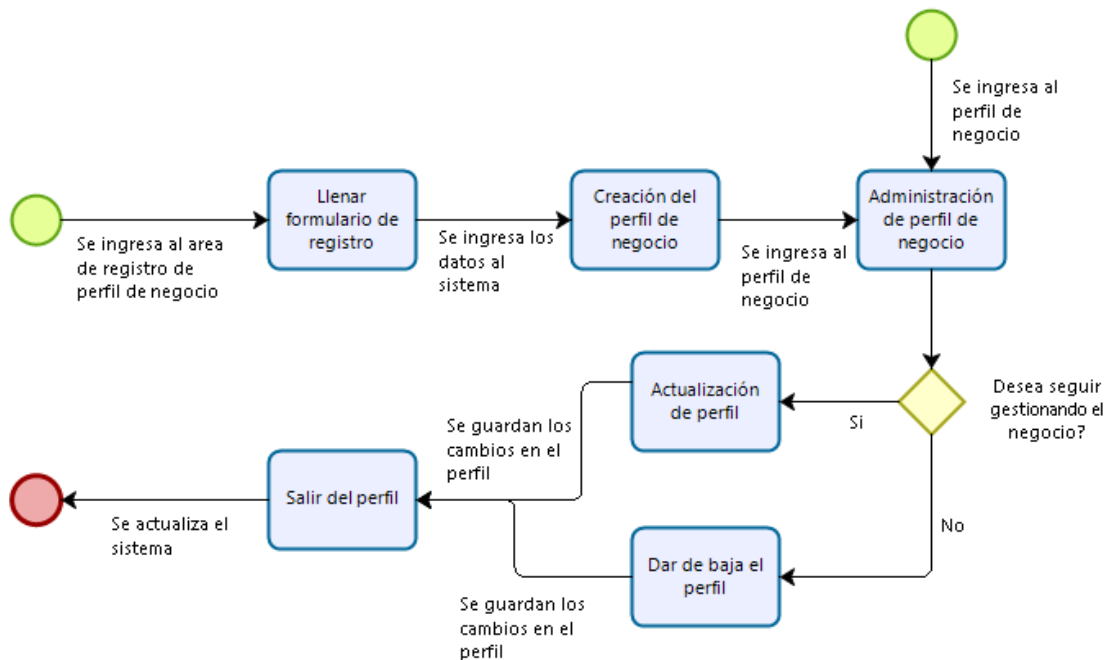 Se ingresa al
perfil de
negocio
Llenar
formulario de
registro
Creación del
perfil de
negocio
Administración
de perfil de
negocio
Se ingresa al area
de registro de
perfil de negocio
Se ingresa los
datos al
sistema
Se ingresa al
perfil de
negocio
Actualización
de perfil
Si
Desea seguir
gestionando el
negocio?
Se guardan los
cambios en el
perfil
Salir del perfil
Se actualiza el
sistema
No
Dar de baja el
perfil
Se guardan los
cambios en el
perfil